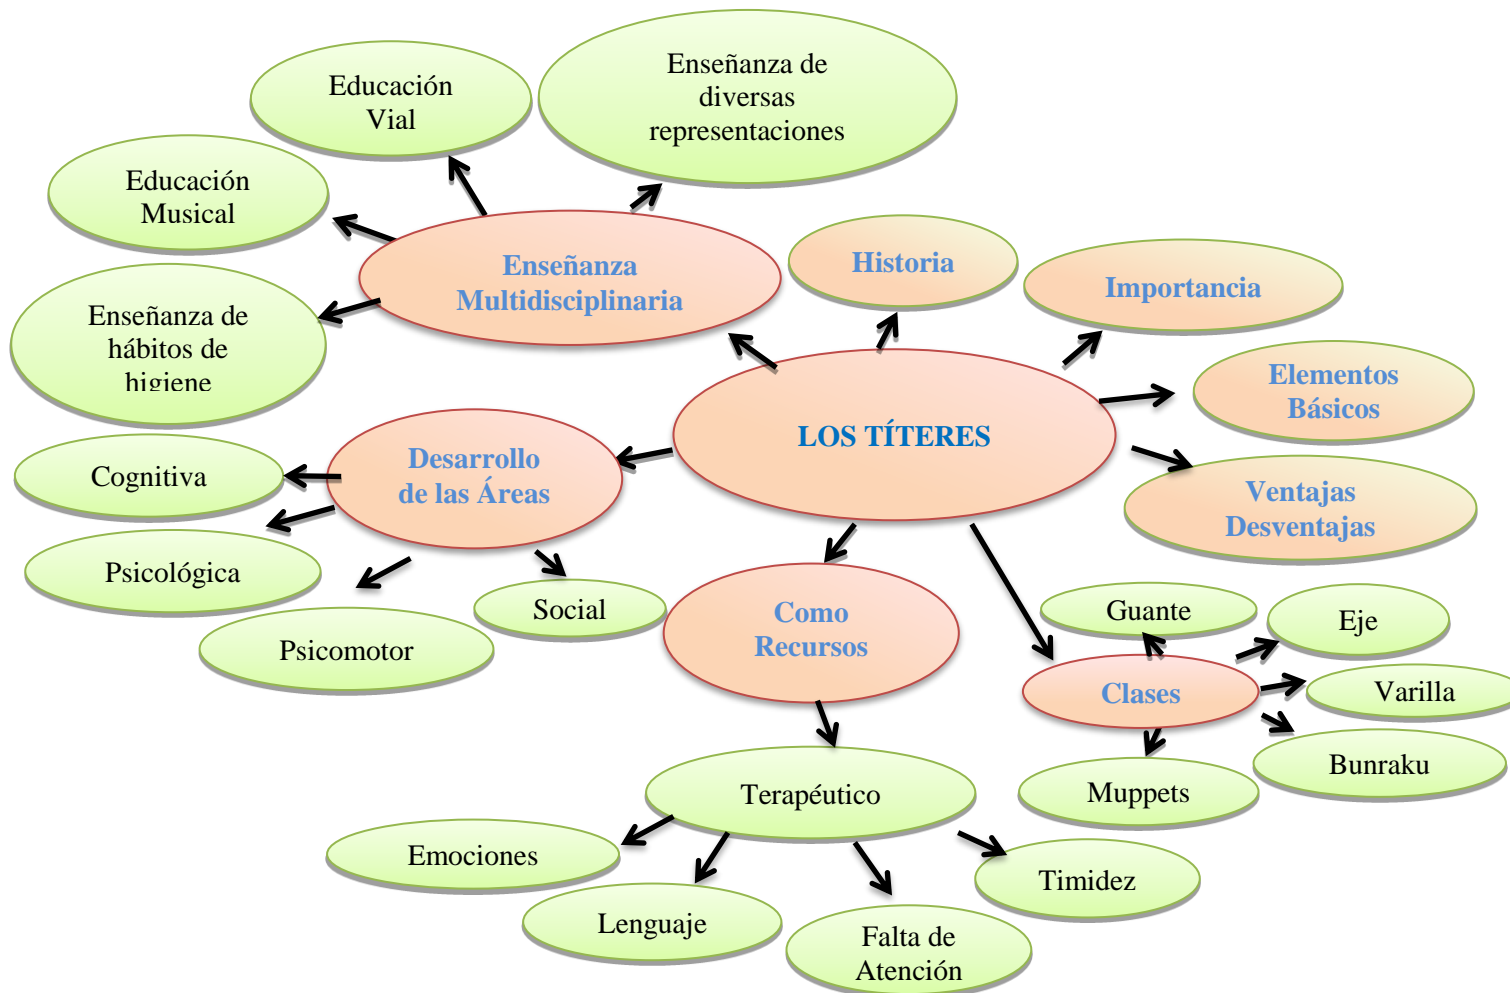 Educación
Vial
Enseñanza de
diversas
representaciones
Educación
Musical
Enseñanza
Multidisciplinaria
Historia
Importancia
Enseñanza de
hábitos de
higiene
Elementos
Básicos
LOS TÍTERES
Desarrollo
de las Áreas
Cognitiva
Ventajas
Desventajas
Psicológica
Social
Psicomotor
Como
Recursos
Guante
Eje
Clases
Varilla
Bunraku
Muppets
Terapéutico
Emociones
Timidez
Lenguaje
Falta de
Atención